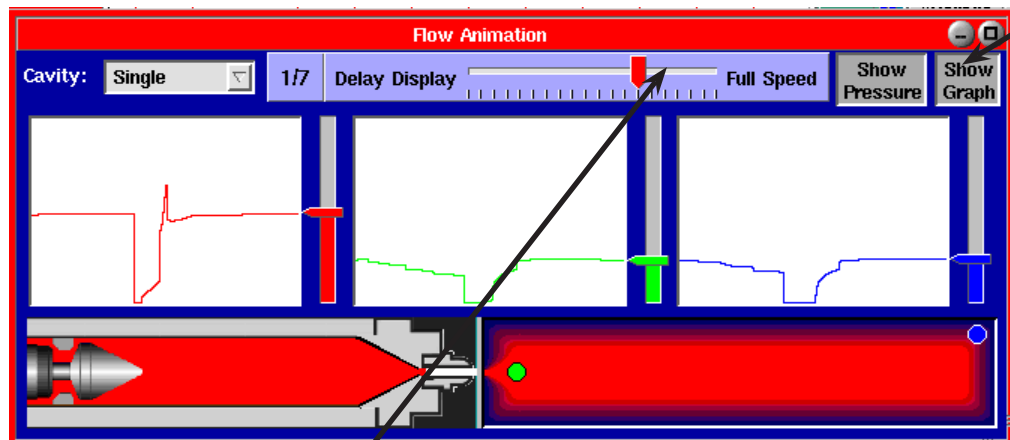 Flow Animation
Cavity: Single 1/7 Delay Display Full Speed Show Pressure Show Graph